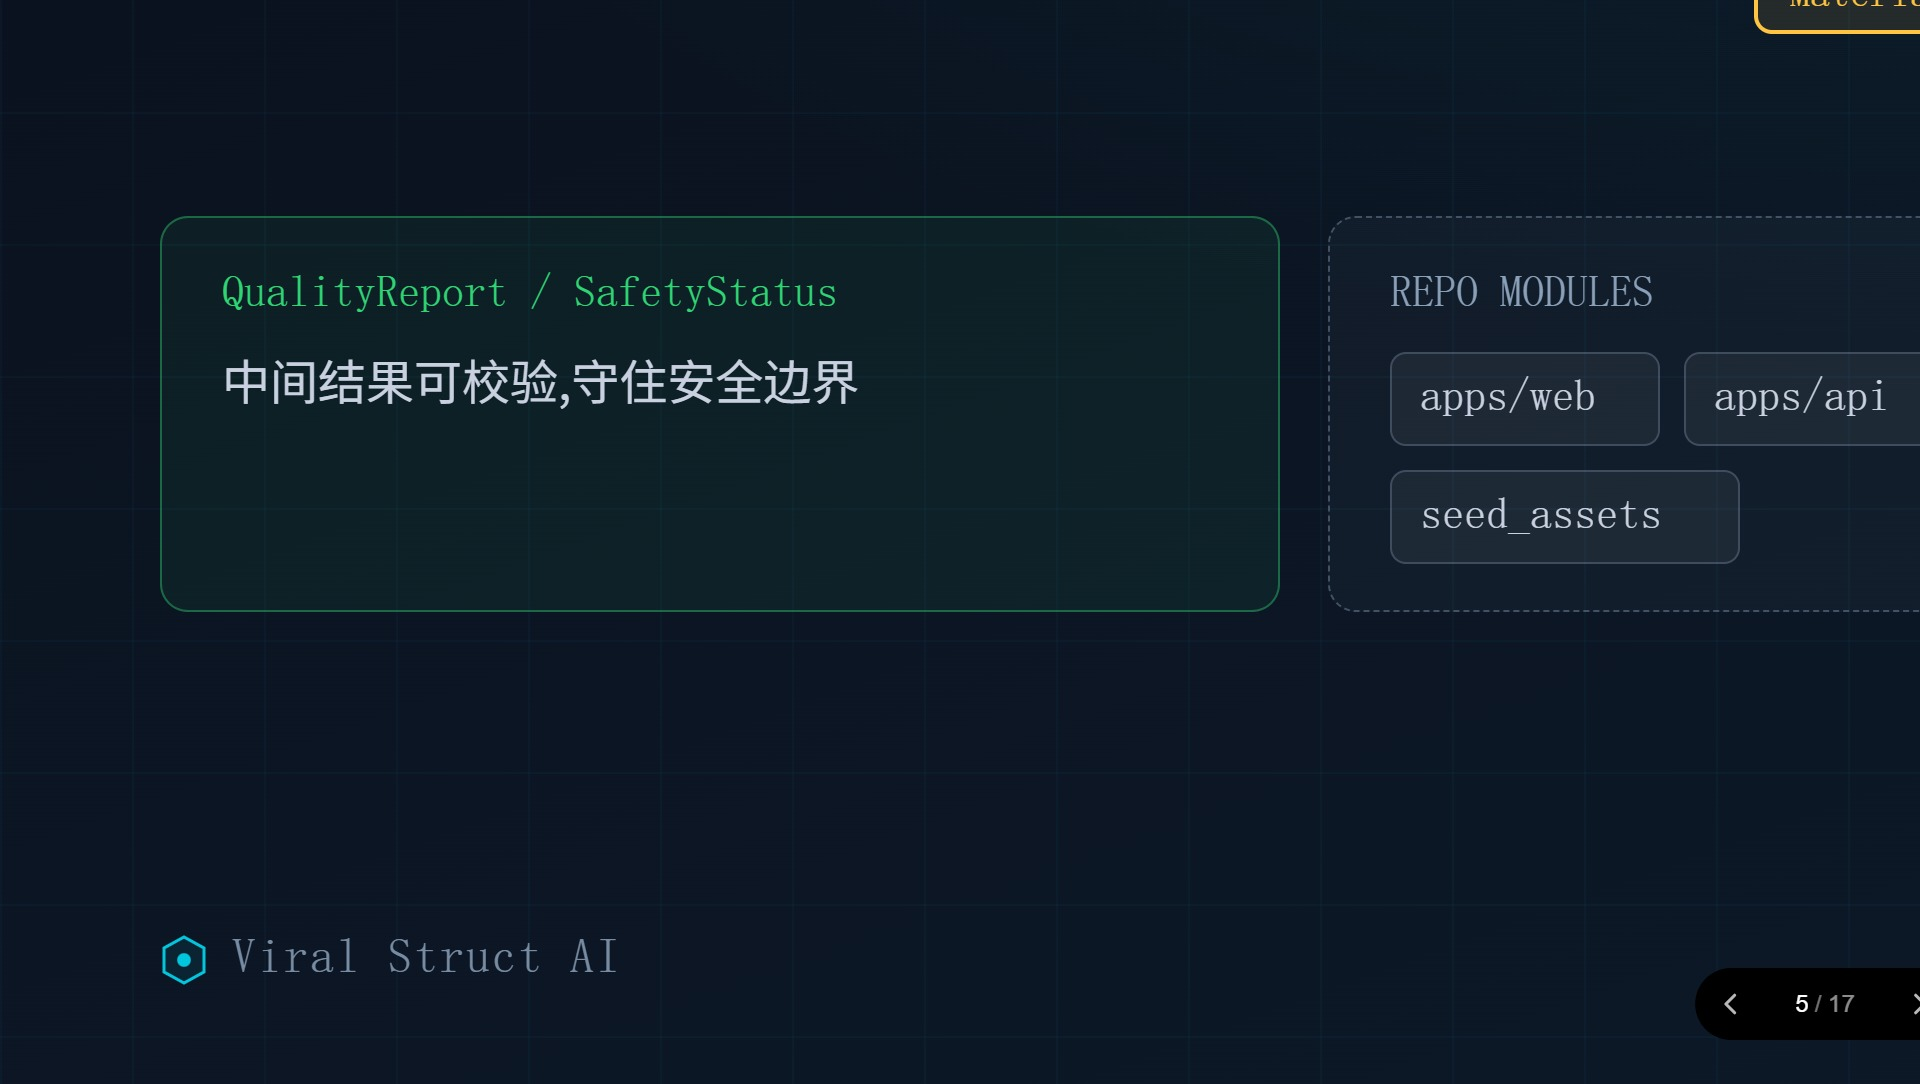 QualityReport / SafetyStatus
中间结果可校验,守住安全边界
REPO MODULES
apps/web
apps/api
seed_assets
Viral Struct AI
5 / 17